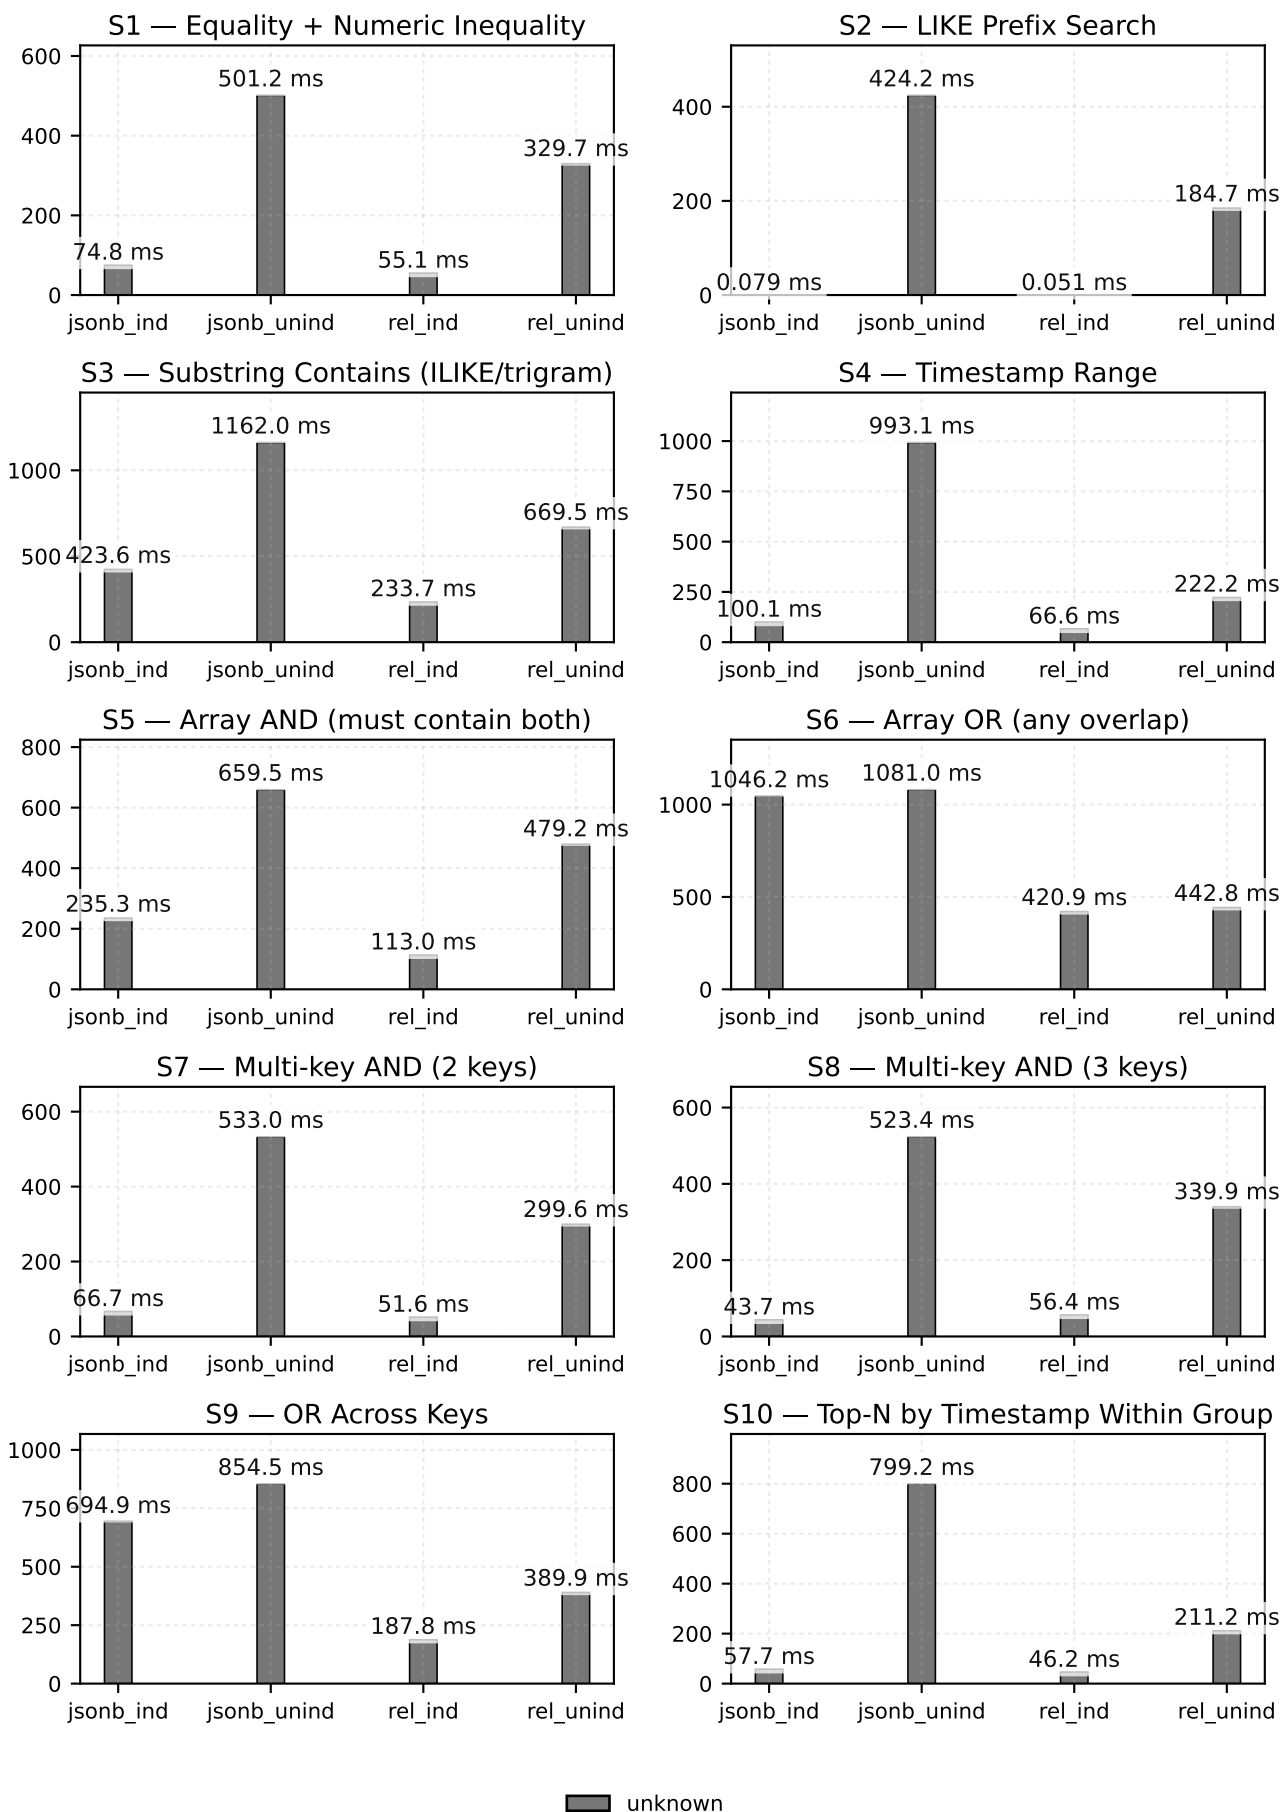 S1 — Equality + Numeric Inequality
600
400
200
0
74.8 ms
501.2 ms
55.1 ms
329.7 ms
jsonb_ind
jsonb_unind
rel_ind
rel_unind
S2 — LIKE Prefix Search
400
200
0
0.079 ms
424.2 ms
0.051 ms
184.7 ms
jsonb_ind
jsonb_unind
rel_ind
rel_unind
S3 — Substring Contains (ILIKE/trigram)
1000
500
0
423.6 ms
1162.0 ms
233.7 ms
669.5 ms
jsonb_ind
jsonb_unind
rel_ind
rel_unind
S4 — Timestamp Range
1000
750
500
250
0
100.1 ms
993.1 ms
66.6 ms
222.2 ms
jsonb_ind
jsonb_unind
rel_ind
rel_unind
S5 — Array AND (must contain both)
800
600
400
200
0
235.3 ms
659.5 ms
113.0 ms
479.2 ms
jsonb_ind
jsonb_unind
rel_ind
rel_unind
S6 — Array OR (any overlap)
1000
500
0
1046.2 ms
1081.0 ms
420.9 ms
442.8 ms
jsonb_ind
jsonb_unind
rel_ind
rel_unind
S7 — Multi-key AND (2 keys)
600
400
200
0
66.7 ms
533.0 ms
51.6 ms
299.6 ms
jsonb_ind
jsonb_unind
rel_ind
rel_unind
S8 — Multi-key AND (3 keys)
600
400
200
0
43.7 ms
523.4 ms
56.4 ms
339.9 ms
jsonb_ind
jsonb_unind
rel_ind
rel_unind
S9 — OR Across Keys
1000
750
500
250
0
694.9 ms
854.5 ms
187.8 ms
389.9 ms
jsonb_ind
jsonb_unind
rel_ind
rel_unind
S10 — Top-N by Timestamp Within Group
800
600
400
200
0
57.7 ms
799.2 ms
46.2 ms
211.2 ms
jsonb_ind
jsonb_unind
rel_ind
rel_unind
unknown